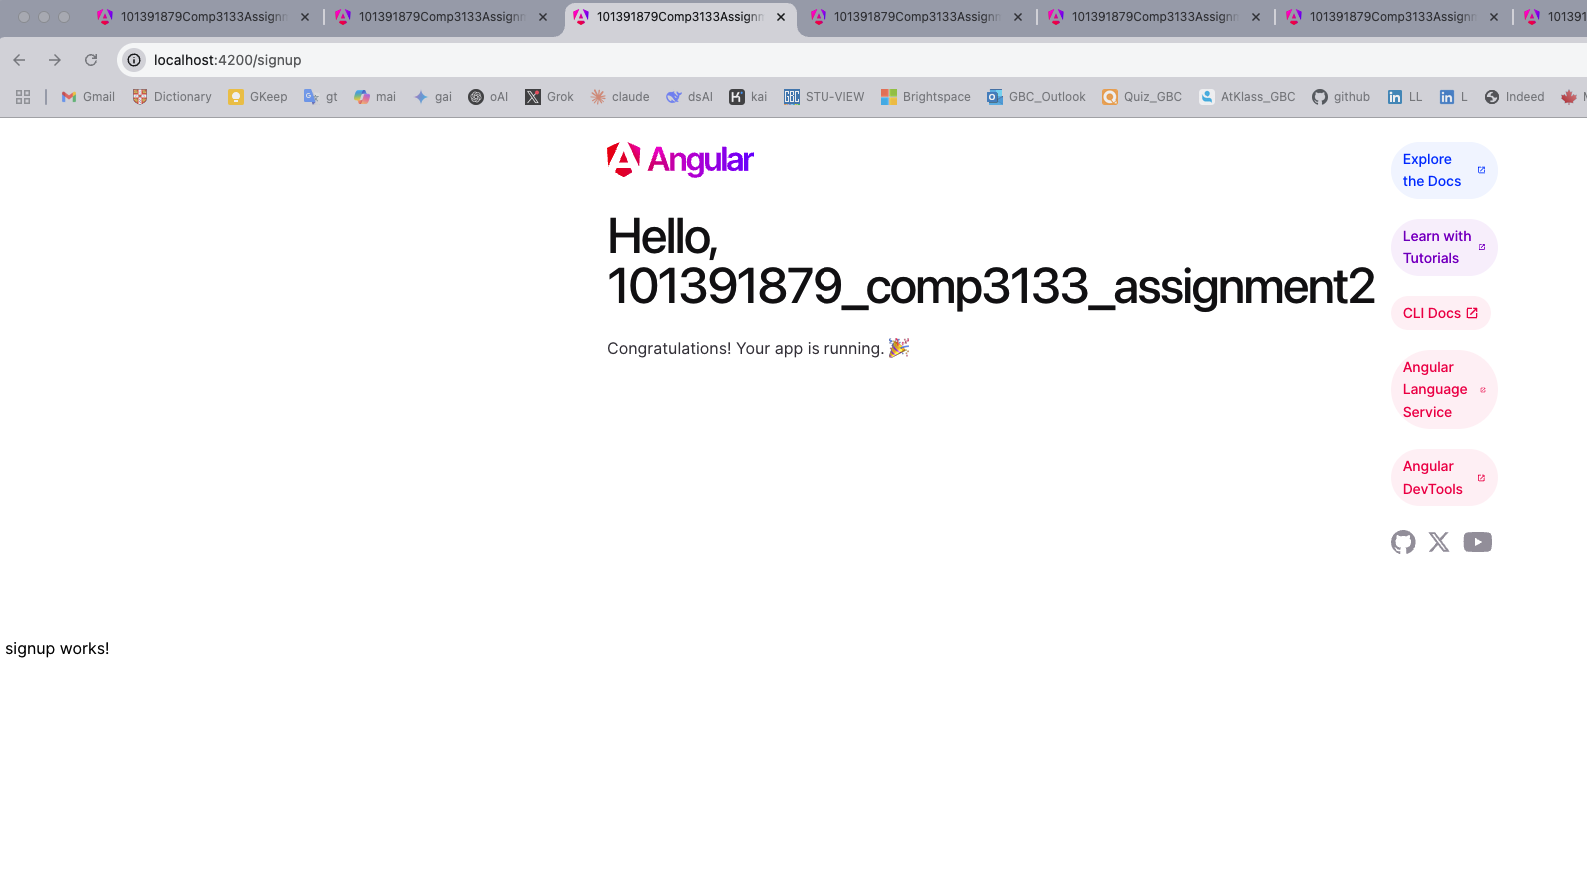 101391879Comp3133Assignn
101391879Comp3133Assignn
101391879Comp3133Assignm
101391879Comp3133Assignn
101391879Comp3133Assignn
101391879Comp3133Assignn
10139
localhost:4200/signup
Gmail
Dictionary
GKeep
gt
mai
gai
oAI
Grok
claude
dsAI
kai
STU-VIEW
Brightspace
GBC_Outlook
Quiz_GBC
AtKlass_GBC
github
LL
L
Indeed
Angular
Hello,
101391879_comp3133_assignment2
Congratulations! Your app is running. 🎉
Explore
the Docs
Learn with
Tutorials
CLI Docs
Angular
Language
Service
Angular
DevTools
signup works!